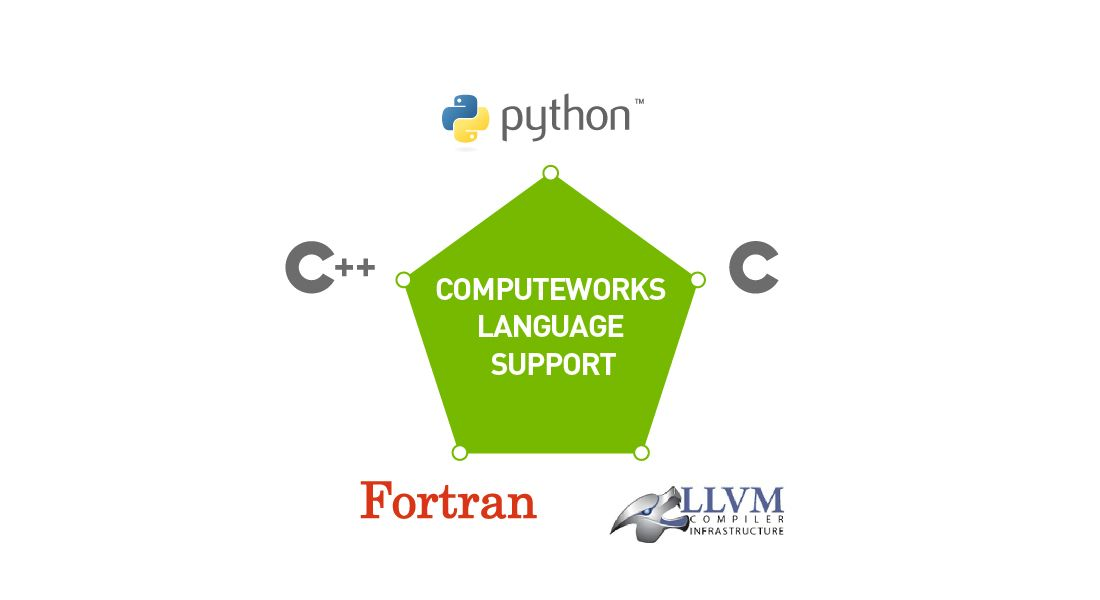 python™
C++
C
COMPUTEWORKS
LANGUAGE
SUPPORT
Fortran
LLVM
COMPILER
INFRASTRUCTURE